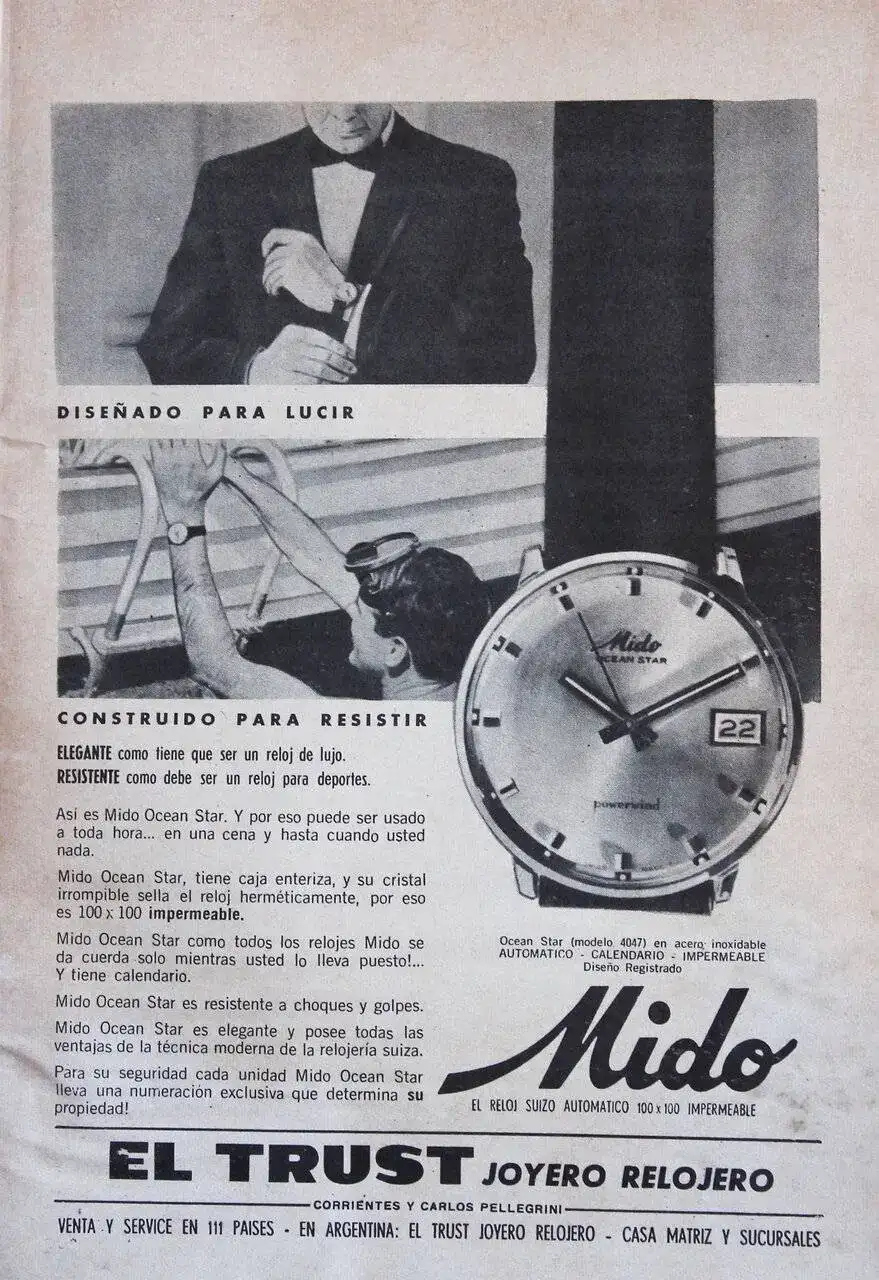 DISEÑADO PARA LUCIR
Mido
OCEAN STAR
22
powerwind
CONSTRUIDO PARA RESISTIR
ELEGANTE como tiene que ser un reloj de lujo.
RESISTENTE como debe ser un reloj para deportes.
Así es Mido Ocean Star. Y por eso puede ser usado
a toda hora... en una cena y hasta cuando usted
nada.
Mido Ocean Star, tiene caja enteriza, y su cristal
irrompible sella el reloj herméticamente, por eso
es 100 x 100 impermeable.
Mido Ocean Star como todos los relojes Mido se
da cuerda solo mientras usted lo lleva puesto!...
Y tiene calendario.
Mido Ocean Star es resistente a choques y golpes.
Mido Ocean Star es elegante y posee todas las
ventajas de la técnica moderna de la relojería suiza.
Para su seguridad cada unidad Mido Ocean Star
lleva una numeración exclusiva que determina su
propiedad!
Ocean Star (modelo 4047) en acero inoxidable
AUTOMATICO - CALENDARIO - IMPERMEABLE
Diseño Registrado
Mido
EL RELOJ SUIZO AUTOMATICO 100 x 100 IMPERMEABLE
EL TRUST JOYERO RELOJERO
CORRIENTES Y CARLOS PELLEGRINI
VENTA Y SERVICE EN 111 PAISES - EN ARGENTINA: EL TRUST JOYERO RELOJERO - CASA MATRIZ Y SUCURSALES